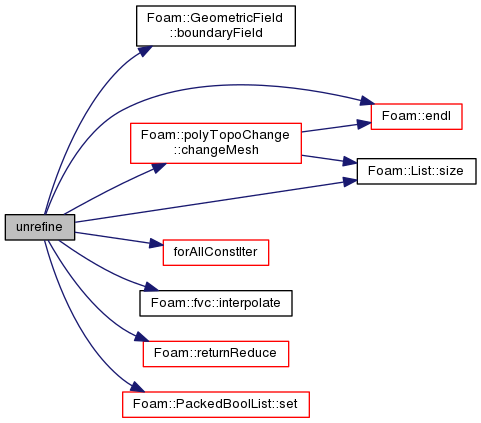 Foam::GeometricField
::boundaryField
Foam::endl
Foam::polyTopoChange
::changeMesh
Foam::List::size
unrefine
forAllConstIter
Foam::fvc::interpolate
Foam::returnReduce
Foam::PackedBoolList::set